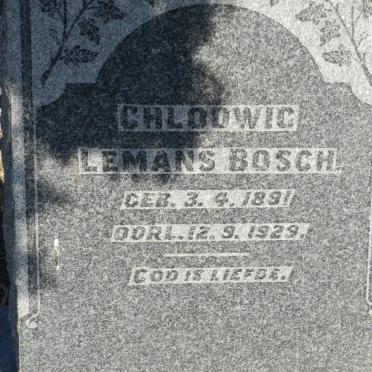 CHLODWIG
LEMANS BOSCH.
GEB. 3. 4. 1891
OORL. 12. 9. 1929.
GOD IS LIEFDE.